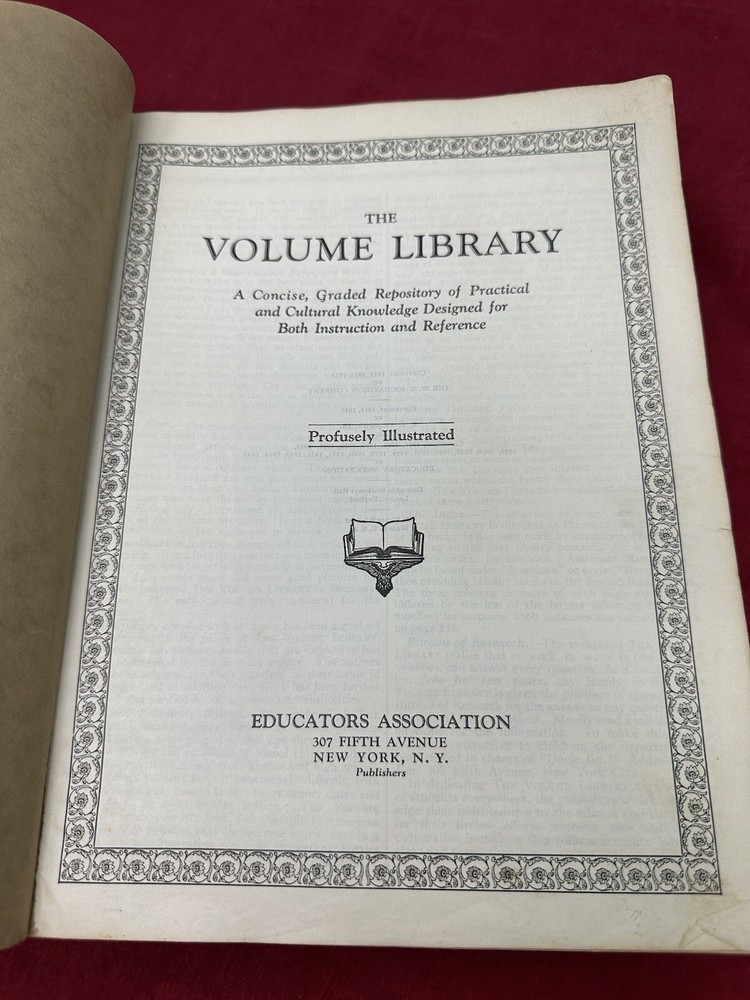 THE
VOLUME LIBRARY
A Concise, Graded Repository of Practical
and Cultural Knowledge Designed for
Both Instruction and Reference
Profusely Illustrated
EDUCATORS ASSOCIATION
307 FIFTH AVENUE
NEW YORK, N. Y.
Publishers